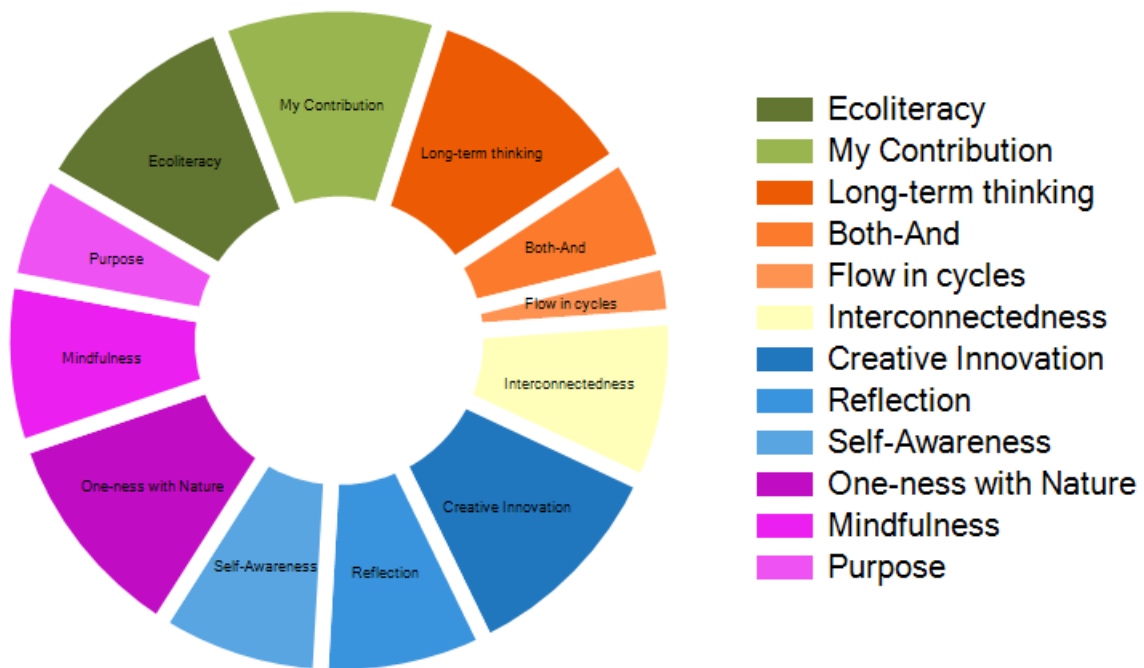 My Contribution
Long-term thinking
Ecoliteracy
Both-And
Purpose
Flow in cycles
Mindfulness
Interconnectedness
One-ness with Nature
Creative Innovation
Self-Awareness
Reflection
Ecoliteracy
My Contribution
Long-term thinking
Both-And
Flow in cycles
Interconnectedness
Creative Innovation
Reflection
Self-Awareness
One-ness with Nature
Mindfulness
Purpose